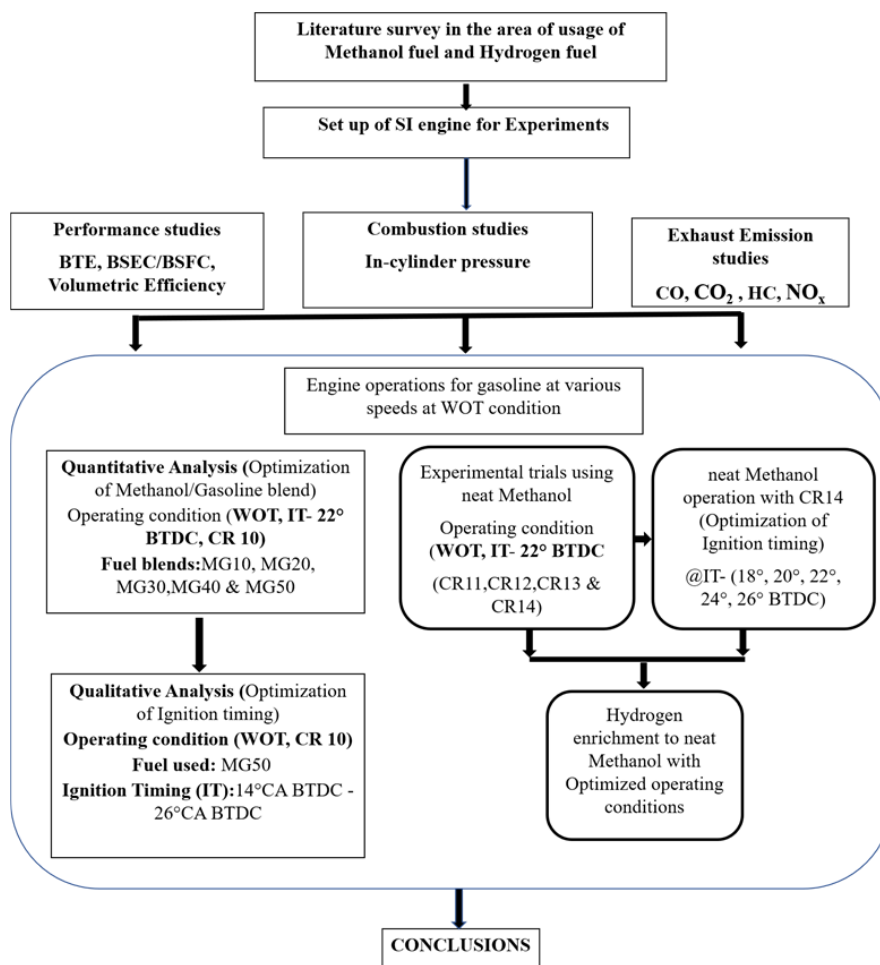 Literature survey in the area of usage of
Methanol fuel and Hydrogen fuel
Set up of SI engine for Experiments
Performance studies
BTE, BSEC/BSFC,
Volumetric Efficiency
Combustion studies
In-cylinder pressure
Exhaust Emission
studies
CO, CO₂ , HC, NOₓ
Engine operations for gasoline at various
speeds at WOT condition
Quantitative Analysis (Optimization
of Methanol/Gasoline blend)
Operating condition (WOT, IT- 22°
BTDC, CR 10)
Fuel blends:MG10, MG20,
MG30,MG40 & MG50
Experimental trials using
neat Methanol
Operating condition
(WOT, IT- 22° BTDC
(CR11,CR12,CR13 &
CR14)
neat Methanol
operation with CR14
(Optimization of
Ignition timing)
@IT- (18°, 20°, 22°,
24°, 26° BTDC)
Qualitative Analysis (Optimization
of Ignition timing)
Operating condition (WOT, CR 10)
Fuel used: MG50
Ignition Timing (IT):14°CA BTDC -
26°CA BTDC
Hydrogen
enrichment to neat
Methanol with
Optimized operating
conditions
CONCLUSIONS